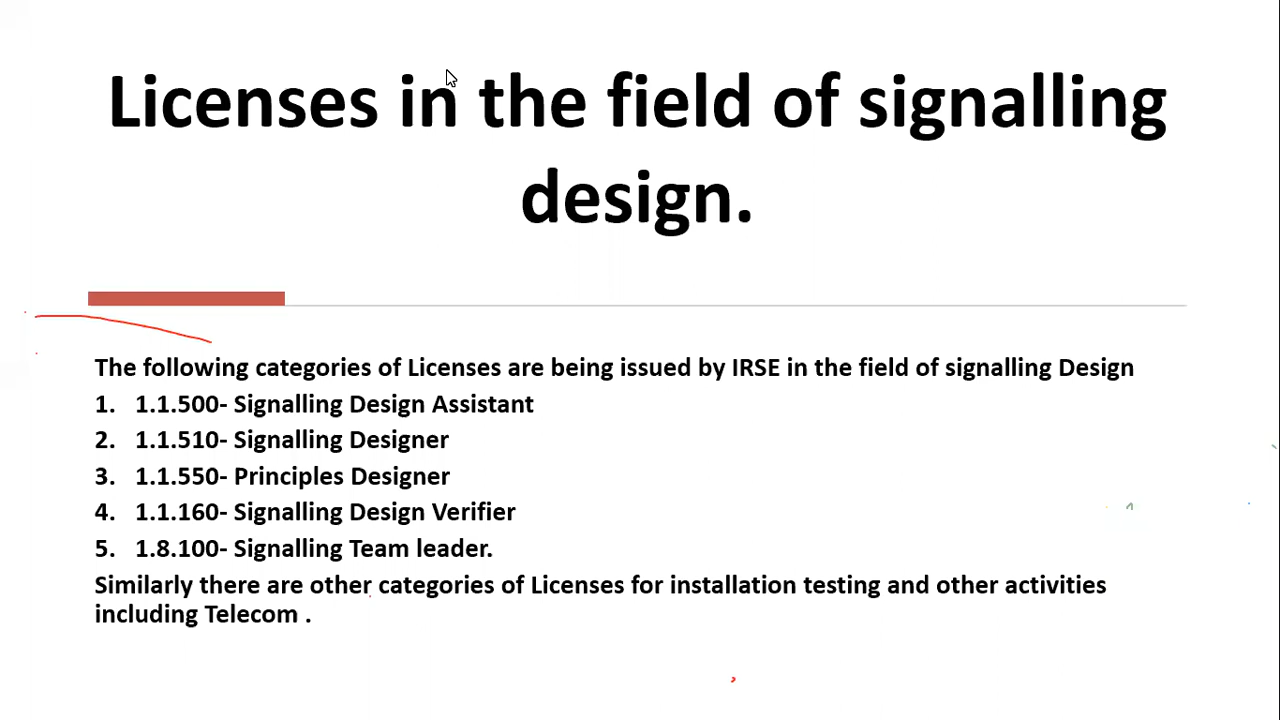 Licenses in the field of signalling
design.
The following categories of Licenses are being issued by IRSE in the field of signalling Design
1. 1.1.500- Signalling Design Assistant
2. 1.1.510- Signalling Designer
3. 1.1.550- Principles Designer
4. 1.1.160- Signalling Design Verifier
5. 1.8.100- Signalling Team leader.
Similarly there are other categories of Licenses for installation testing and other activities
including Telecom .